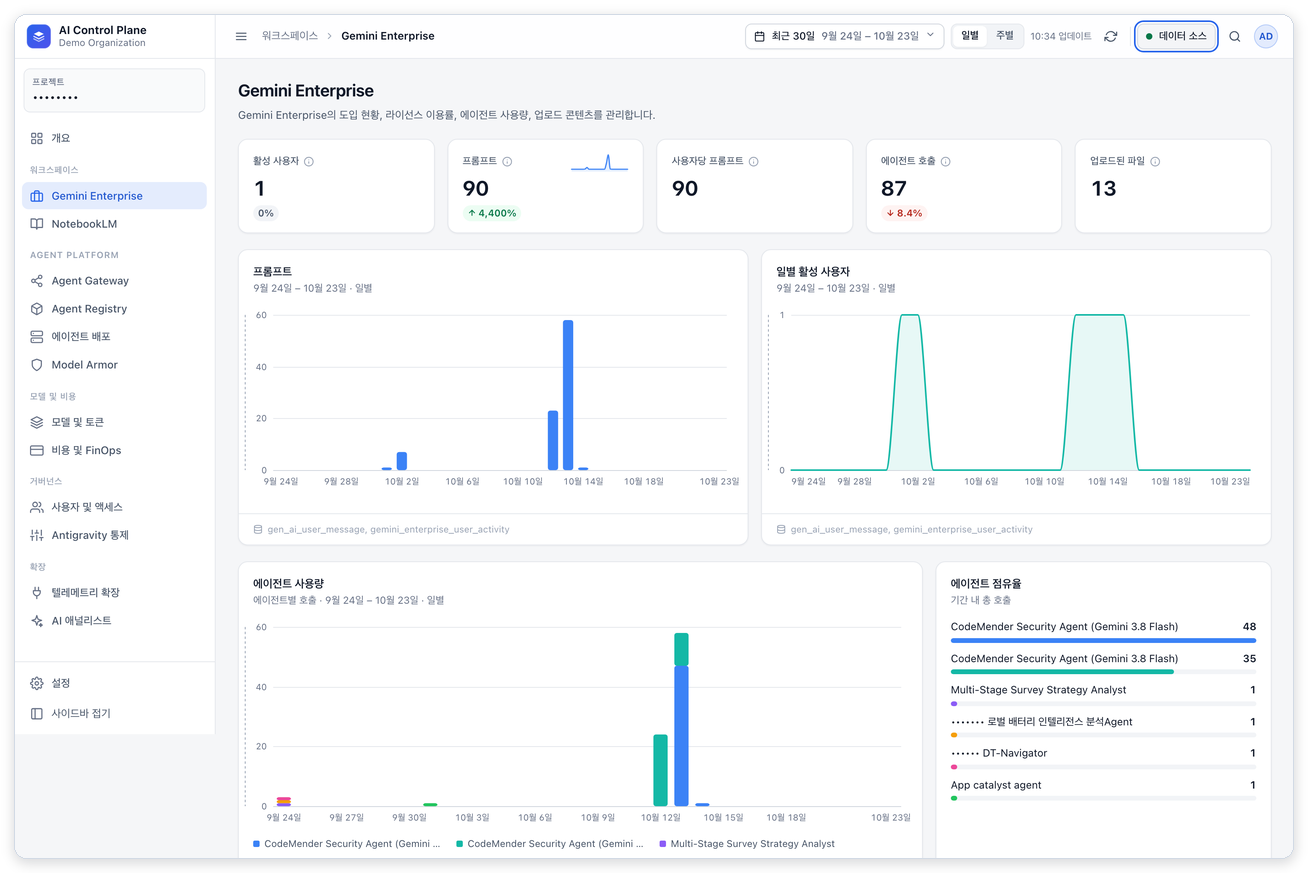 AI Control Plane
Demo Organization
워크스페이스 › Gemini Enterprise
최근 30일 9월 24일 – 10월 23일
일별 주별
10:34 업데이트
데이터 소스
AD
프로젝트
••••••••
개요
워크스페이스
Gemini Enterprise
NotebookLM
AGENT PLATFORM
Agent Gateway
Agent Registry
에이전트 배포
Model Armor
모델 및 비용
모델 및 토큰
비용 및 FinOps
거버넌스
사용자 및 액세스
Antigravity 통제
확장
텔레메트리 확장
AI 애널리스트
설정
사이드바 접기
Gemini Enterprise
Gemini Enterprise의 도입 현황, 라이선스 이용률, 에이전트 사용량, 업로드 콘텐츠를 관리합니다.
활성 사용자
1
0%
프롬프트
90
↑ 4,400%
사용자당 프롬프트
90
에이전트 호출
87
↓ 8.4%
업로드된 파일
13
프롬프트
9월 24일 – 10월 23일 · 일별
60
40
20
0
9월 24일 9월 28일 10월 2일 10월 6일 10월 10일 10월 14일 10월 18일 10월 23일
gen_ai_user_message, gemini_enterprise_user_activity
일별 활성 사용자
9월 24일 – 10월 23일 · 일별
1
0
9월 24일 9월 28일 10월 2일 10월 6일 10월 10일 10월 14일 10월 18일 10월 23일
gen_ai_user_message, gemini_enterprise_user_activity
에이전트 사용량
에이전트별 호출 · 9월 24일 – 10월 23일 · 일별
60
40
20
0
9월 24일 9월 27일 9월 30일 10월 3일 10월 6일 10월 9일 10월 12일 10월 15일 10월 18일 10월 23일
CodeMender Security Agent (Gemini ... CodeMender Security Agent (Gemini ... Multi-Stage Survey Strategy Analyst
에이전트 점유율
기간 내 총 호출
CodeMender Security Agent (Gemini 3.8 Flash) 48
CodeMender Security Agent (Gemini 3.8 Flash) 35
Multi-Stage Survey Strategy Analyst 1
••••••• 로벌 배터리 인텔리전스 분석Agent 1
•••••• DT-Navigator 1
App catalyst agent 1